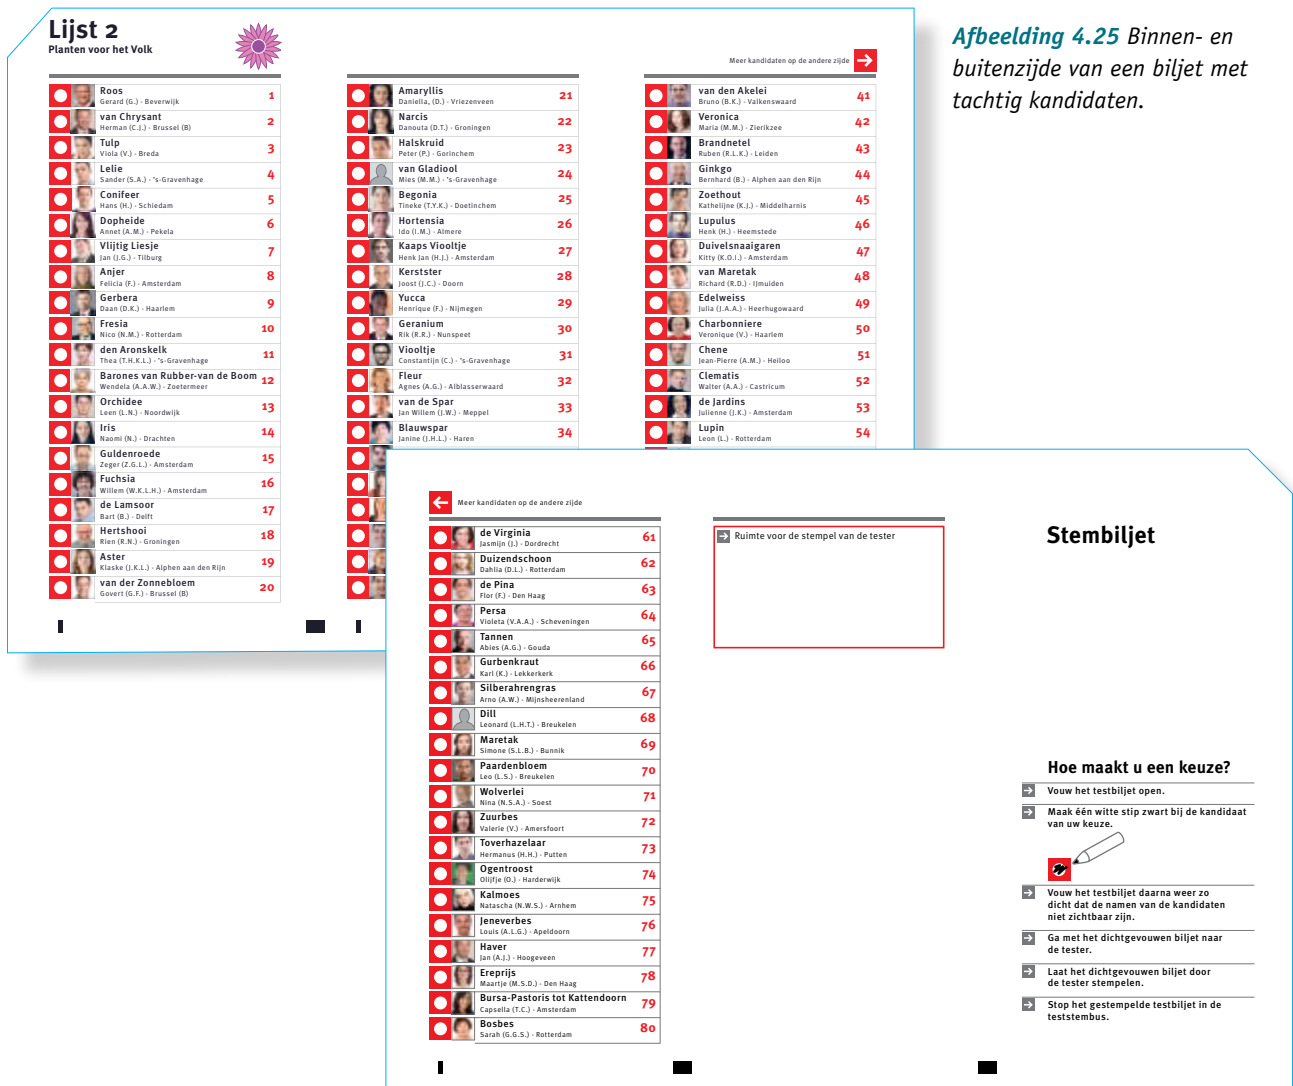 Lijst 2
Planten voor het Volk
Meer kandidaten op de andere zijde
Roos 1
Gerard (G.) - Beverwijk
van Chrysant 2
Herman (C.J.) - Brussel (B)
Tulp 3
Viola (V.) - Breda
Lelie 4
Sander (S.A.) - 's-Gravenhage
Conifeer 5
Hans (H.) - Schiedam
Dopheide 6
Annet (A.M.) - Pekela
Vlijtig Liesje 7
Jan (J.G.) - Tilburg
Anjer 8
Felicia (F.) - Amsterdam
Gerbera 9
Daan (D.K.) - Haarlem
Fresia 10
Nico (N.M.) - Rotterdam
den Aronskelk 11
Thea (T.H.K.L.) - 's-Gravenhage
Barones van Rubber-van de Boom 12
Wendela (A.A.W.) - Zoetermeer
Orchidee 13
Leen (L.N.) - Noordwijk
Iris 14
Naomi (N.) - Drachten
Guldenroede 15
Zeger (Z.G.L.) - Amsterdam
Fuchsia 16
Willem (W.K.L.H.) - Amsterdam
de Lamsoor 17
Bart (B.) - Delft
Hertshooi 18
Rien (R.N.) - Groningen
Aster 19
Klaske (J.K.L.) - Alphen aan den Rijn
van der Zonnebloem 20
Govert (G.F.) - Brussel (B)
Amaryllis 21
Daniella, (D.) - Vriezenveen
Narcis 22
Danouta (D.T.) - Groningen
Halskruid 23
Peter (P.) - Gorinchem
van Gladiool 24
Mies (M.M.) - 's-Gravenhage
Begonia 25
Tineke (T.Y.K.) - Doetinchem
Hortensia 26
Ido (I.M.) - Almere
Kaaps Viooltje 27
Henk Jan (H.J.) - Amsterdam
Kerstster 28
Joost (J.C.) - Doorn
Yucca 29
Henrique (F.) - Nijmegen
Geranium 30
Rik (R.R.) - Nunspeet
Viooltje 31
Constantijn (C.) - 's-Gravenhage
Fleur 32
Agnes (A.G.) - Alblasserwaard
van de Spar 33
Jan Willem (J.W.) - Meppel
Blauwspar 34
Janine (J.H.L.) - Haren
van den Akelei 41
Bruno (B.K.) - Valkenswaard
Veronica 42
Maria (M.M.) - Zierikzee
Brandnetel 43
Ruben (R.L.K.) - Leiden
Ginkgo 44
Bernhard (B.) - Alphen aan den Rijn
Zoethout 45
Kathelijne (K.J.) - Middelharnis
Lupulus 46
Henk (H.) - Heemstede
Duivelsnaaigaren 47
Kitty (K.O.I.) - Amsterdam
van Maretak 48
Richard (R.D.) - IJmuiden
Edelweiss 49
Julia (J.A.A.) - Heerhugowaard
Charbonniere 50
Veronique (V.) - Haarlem
Chene 51
Jean-Pierre (A.M.) - Heiloo
Clematis 52
Walter (A.A.) - Castricum
de Jardins 53
Julienne (J.K.) - Amsterdam
Lupin 54
Leon (L.) - Rotterdam
Afbeelding 4.25 Binnen- en
buitenzijde van een biljet met
tachtig kandidaten.
Meer kandidaten op de andere zijde
de Virginia 61
Jasmijn (J.) - Dordrecht
Duizendschoon 62
Dahlia (D.L.) - Rotterdam
de Pina 63
Flor (F.) - Den Haag
Persa 64
Violeta (V.A.A.) - Scheveningen
Tannen 65
Abies (A.G.) - Gouda
Gurbenkraut 66
Karl (K.) - Lekkerkerk
Silberahrengras 67
Arno (A.W.) - Mijnsheerenland
Dill 68
Leonard (L.H.T.) - Breukelen
Maretak 69
Simone (S.L.B.) - Bunnik
Paardenbloem 70
Leo (L.S.) - Breukelen
Wolverlei 71
Nina (N.S.A.) - Soest
Zuurbes 72
Valerie (V.) - Amersfoort
Toverhazelaar 73
Hermanus (H.H.) - Putten
Ogentroost 74
Olijfje (O.) - Harderwijk
Kalmoes 75
Natascha (N.W.S.) - Arnhem
Jeneverbes 76
Louis (A.L.G.) - Apeldoorn
Haver 77
Jan (A.J.) - Hoogeveen
Ereprijs 78
Maartje (M.S.D.) - Den Haag
Bursa-Pastoris tot Kattendoorn 79
Capsella (T.C.) - Amsterdam
Bosbes 80
Sarah (G.G.S.) - Rotterdam
Ruimte voor de stempel van de tester
Stembiljet
Hoe maakt u een keuze?
Vouw het testbiljet open.
Maak één witte stip zwart bij de kandidaat
van uw keuze.
Vouw het testbiljet daarna weer zo
dicht dat de namen van de kandidaten
niet zichtbaar zijn.
Ga met het dichtgevouwen biljet naar
de tester.
Laat het dichtgevouwen biljet door
de tester stempelen.
Stop het gestempelde testbiljet in de
teststembus.